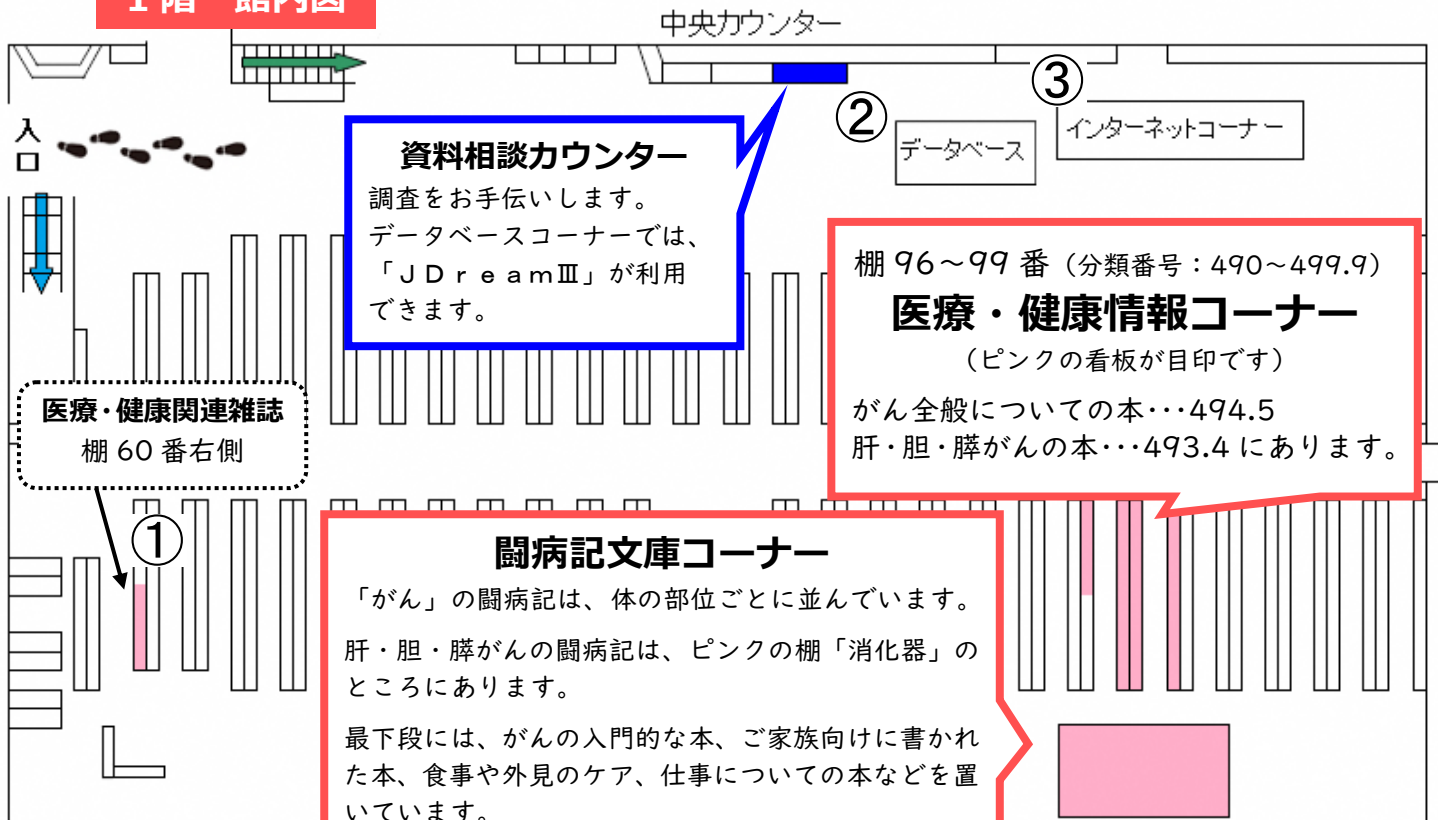 1階 館内図
中央カウンター
入口
②
データベース
③
インターネットコーナー
資料相談カウンター
調査をお手伝いします。
データベースコーナーでは、
「ＪＤｒｅａｍⅢ」が利用
できます。
棚 96～99 番（分類番号：490～499.9）
医療・健康情報コーナー
（ピンクの看板が目印です）
がん全般についての本･･･494.5
肝･胆･膵がんの本･･･493.4 にあります。
医療･健康関連雑誌
棚 60 番右側
①
闘病記文庫コーナー
「がん」の闘病記は、体の部位ごとに並んでいます。
肝・胆・膵がんの闘病記は、ピンクの棚「消化器」の
ところにあります。
最下段には、がんの入門的な本、ご家族向けに書かれ
た本、食事や外見のケア、仕事についての本などを置
いています。